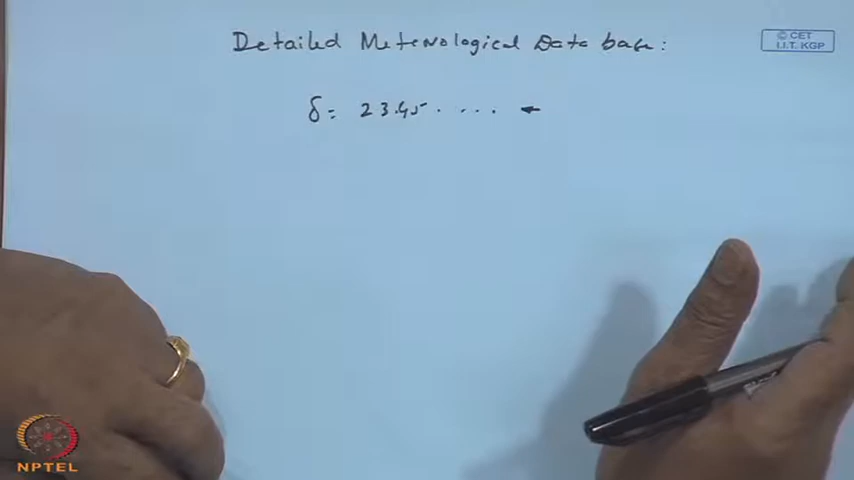 Detailed Meteorological Data base:
© CET
I.I.T. KGP
δ = 23.45 . . . . ←
NPTEL